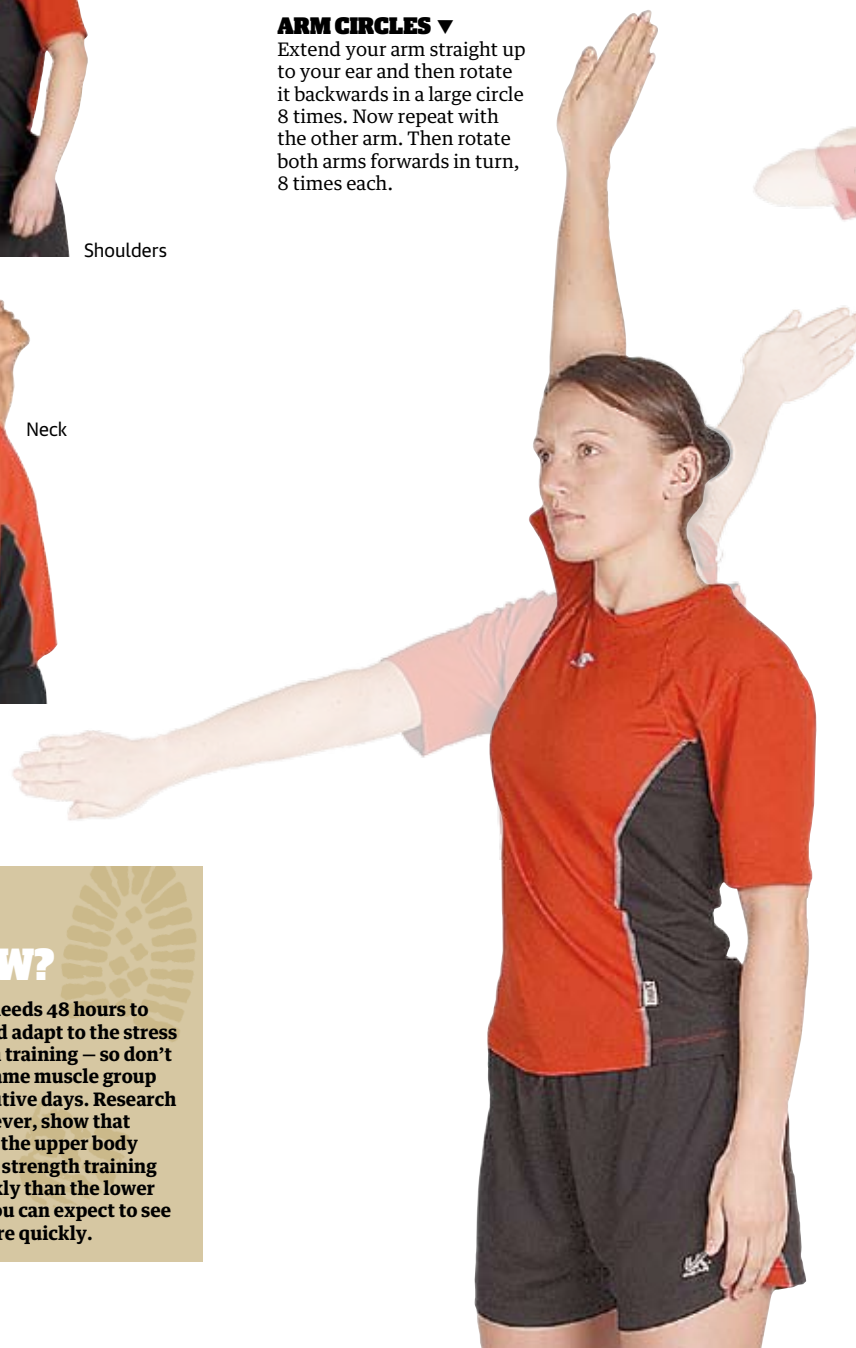 ARM CIRCLES ▼
Extend your arm straight up
to your ear and then rotate
it backwards in a large circle
8 times. Now repeat with
the other arm. Then rotate
both arms forwards in turn,
8 times each.
Shoulders
Neck
W?
needs 48 hours to
d adapt to the stress
training – so don't
ame muscle group
utive days. Research
ever, show that
the upper body
strength training
kly than the lower
ou can expect to see
re quickly.